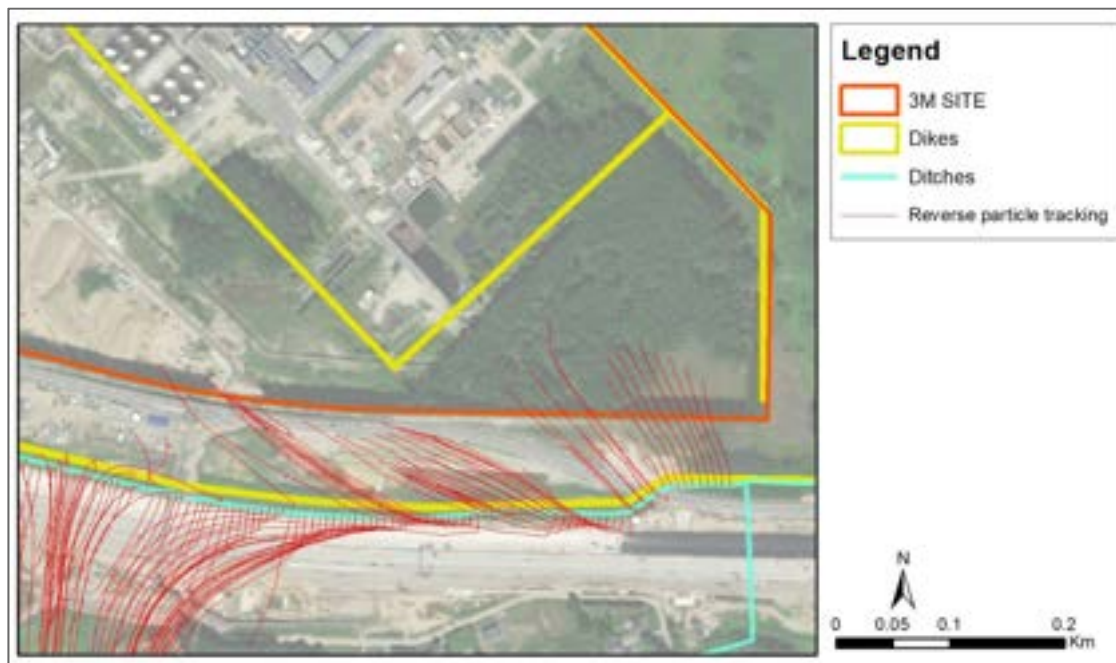 Legend
3M SITE
Dikes
Ditches
Reverse particle tracking
N
0 0.05 0.1 0.2
Km